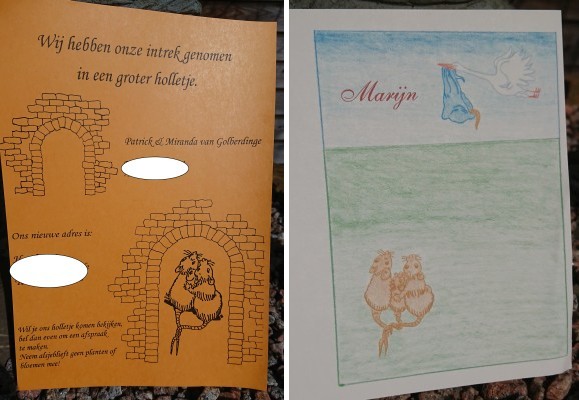 Wij hebben onze intrek genomen
in een groter holletje.
Patrick & Miranda van Golberdinge
Ons nieuwe adres is:
Wil je ons holletje komen bekijken,
bel dan even om een afspraak
te maken.
Neem alsjeblieft geen planten of
bloemen mee!
Marijn